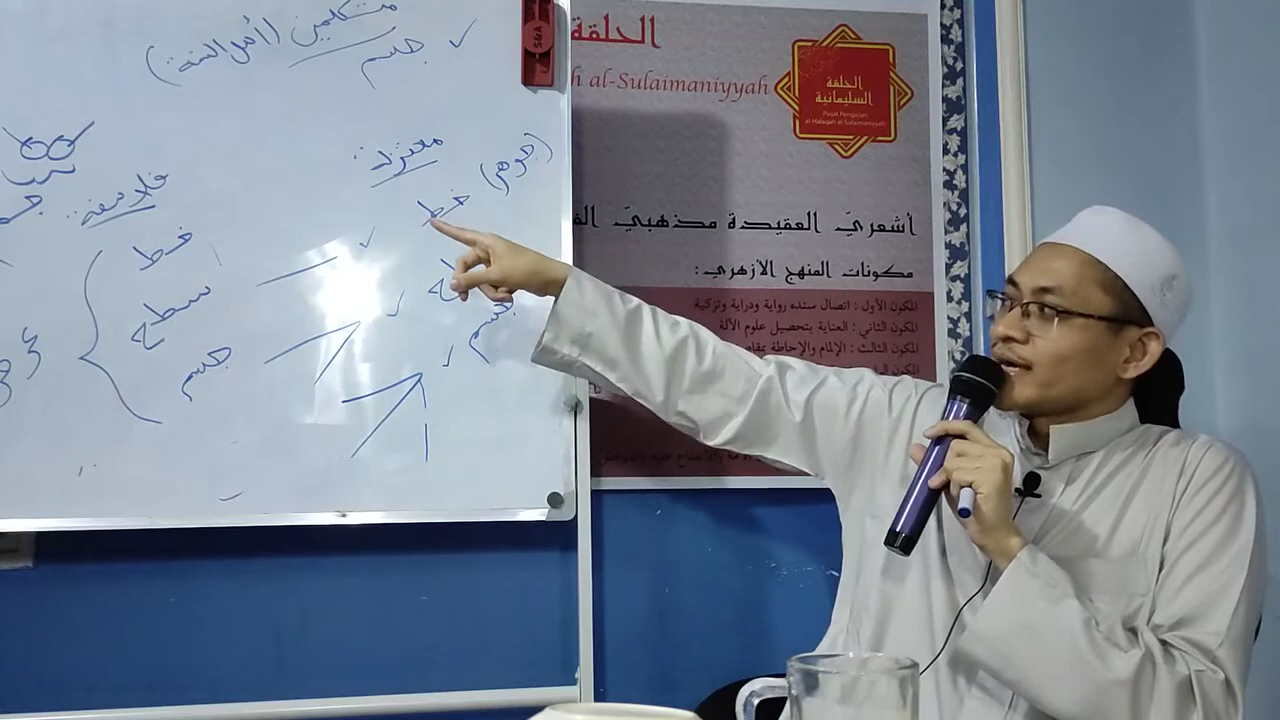 متكلمين (أهل السنة)
جسم ✓
معتزلة:
خط (جوهر)
جسم
فلاسفة:
خط
سطح
جسم
عرض
S&A
الحلقة
h al-Sulaimaniyyah
الحلقة
السليمانية
Pusat Pengajian
al-Halaqah al-Sulaimaniyyah
أشعريّ العقيدة مذهبيّ
مكونات المنهج الأزهري:
المكون الأول : اتصال سنده رواية ودراية وتزكية
المكون الثاني : العناية بتحصيل علوم الآلة
المكون الثالث : الإلمام والإحاطة بمقا